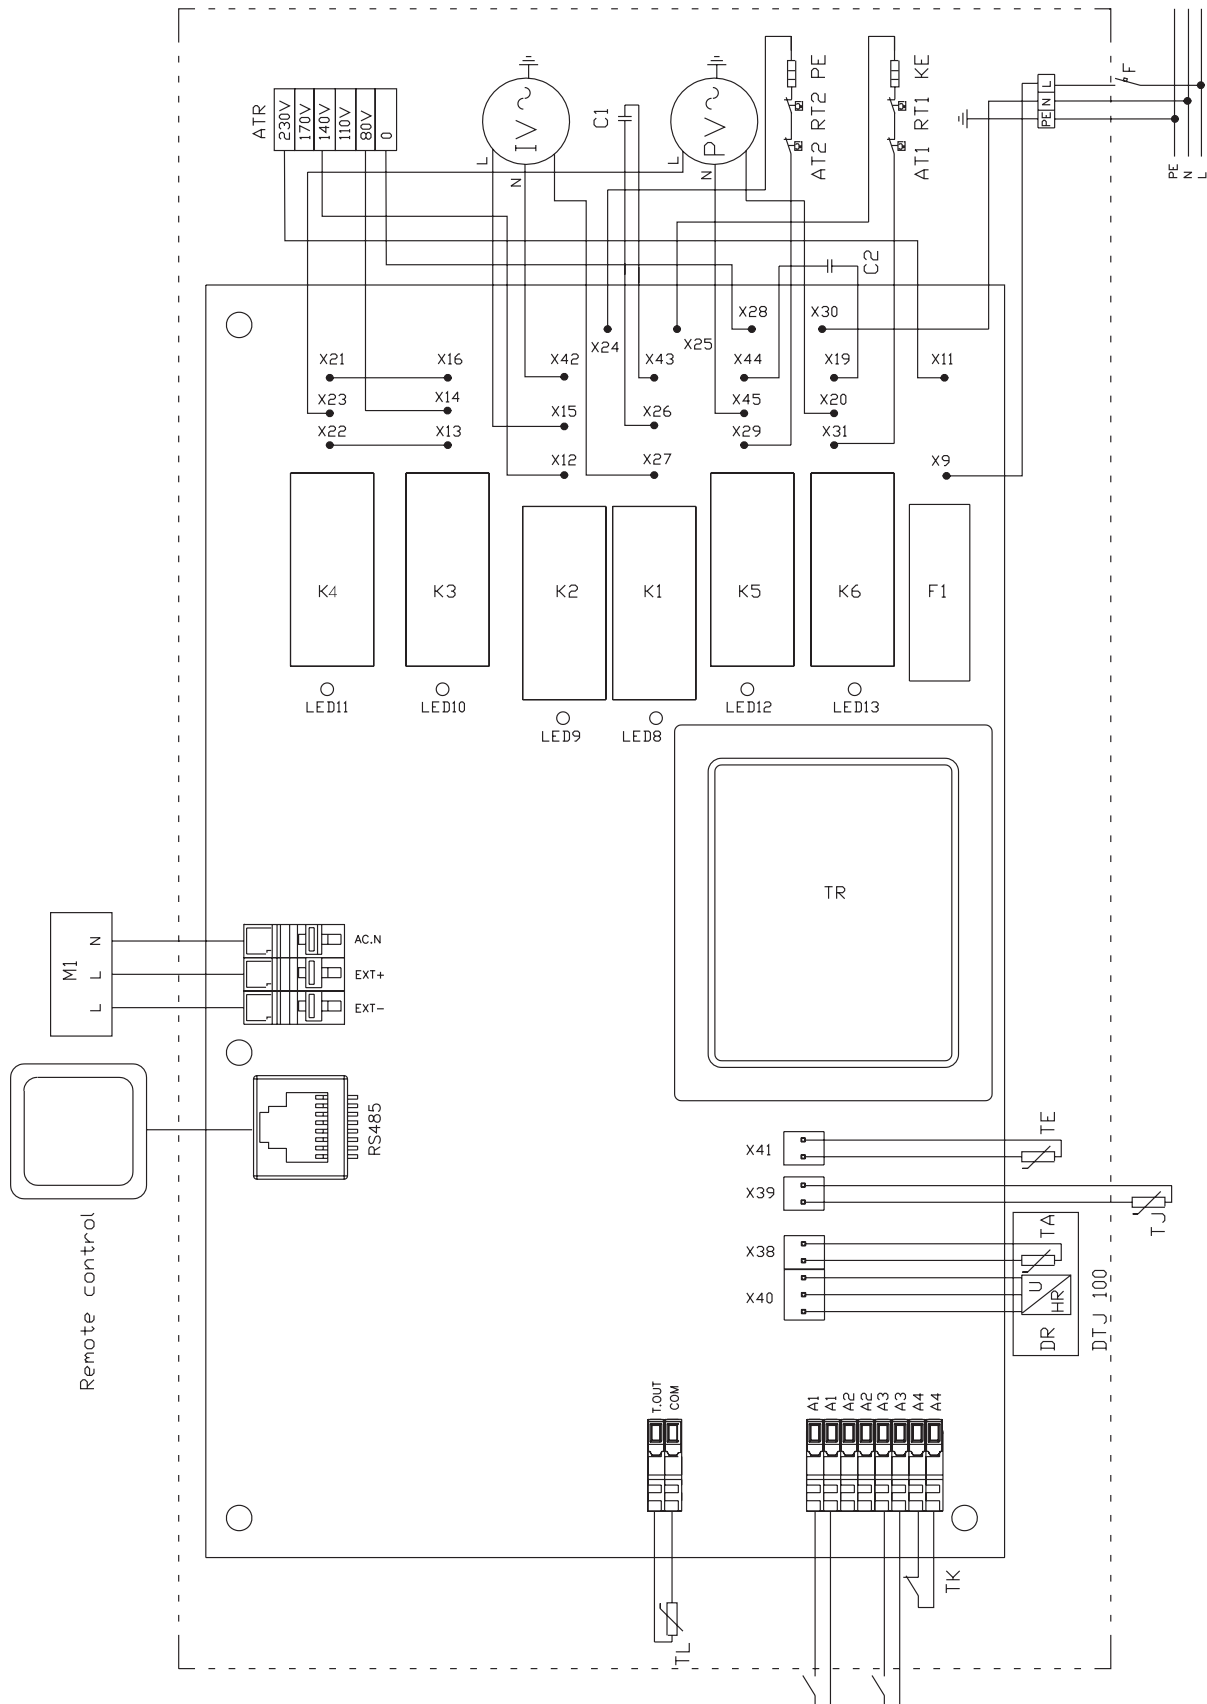 ATR
230V
170V
140V
110V
80V
0
IV
L
N
C1
PV
L
N
AT2 RT2 PE
AT1 RT1 KE
C2
PE N L
F
PE
N
L
X28
X30
X24
X25
X21
X16
X42
X43
X44
X19
X11
X23
X14
X15
X26
X45
X20
X22
X13
X12
X27
X29
X31
X9
K4
K3
K2
K1
K5
K6
F1
LED11
LED10
LED9
LED8
LED12
LED13
TR
M1
N
L
L
AC.N
EXT+
EXT-
RS485
Remote control
X41
X39
X38
X40
TE
TJ
TA
U
HR
DR
DTJ 100
T.OUT
COM
A1
A1
A2
A2
A3
A3
A4
A4
TL
TK